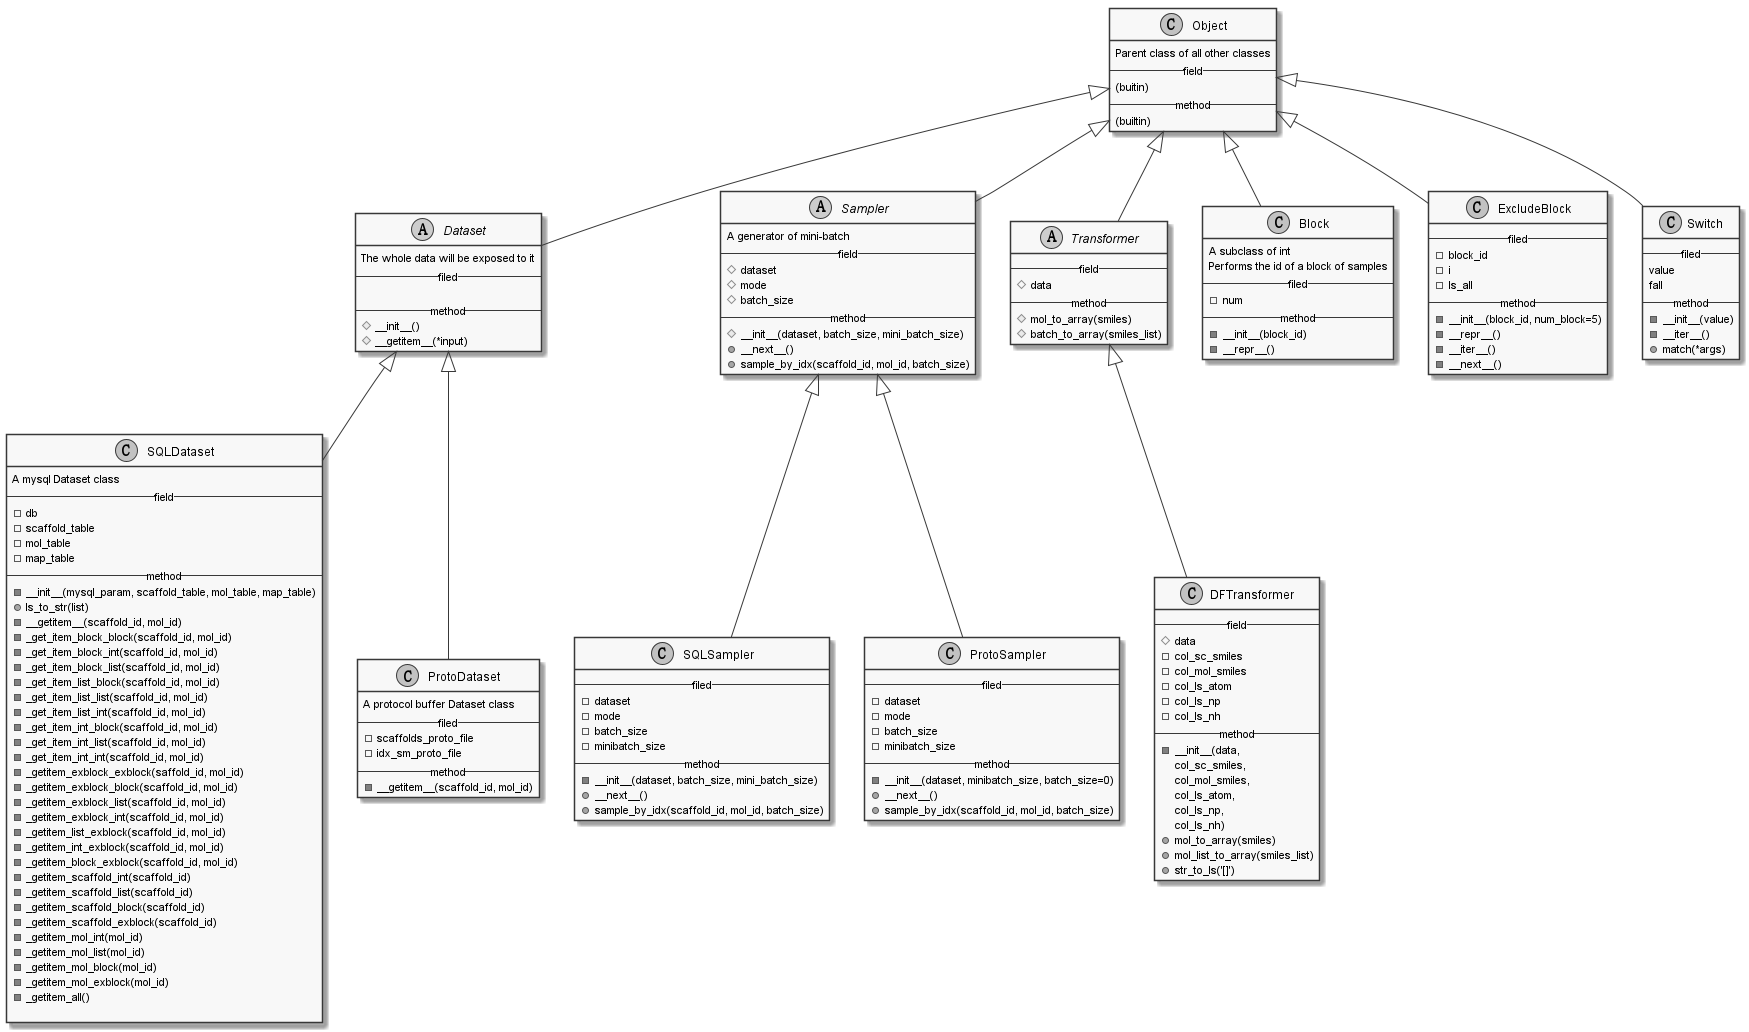 C Object
Parent class of all other classes
field
(buitin)
method
(builtin)
A Dataset
The whole data will be exposed to it
filed
method
__init__()
__getitem__(*input)
A Sampler
A generator of mini-batch
field
dataset
mode
batch_size
method
__init__(dataset, batch_size, mini_batch_size)
__next__()
sample_by_idx(scaffold_id, mol_id, batch_size)
A Transformer
field
data
method
mol_to_array(smiles)
batch_to_array(smiles_list)
C Block
A subclass of int
Performs the id of a block of samples
filed
num
method
__init__(block_id)
__repr__()
C ExcludeBlock
filed
block_id
i
ls_all
method
__init__(block_id, num_block=5)
__repr__()
__iter__()
__next__()
C Switch
filed
value
fall
method
__init__(value)
__iter__()
match(*args)
C SQLDataset
A mysql Dataset class
field
db
scaffold_table
mol_table
map_table
method
__init__(mysql_param, scaffold_table, mol_table, map_table)
ls_to_str(list)
__getitem__(scaffold_id, mol_id)
_get_item_block_block(scaffold_id, mol_id)
_get_item_block_int(scaffold_id, mol_id)
_get_item_block_list(scaffold_id, mol_id)
_get_item_list_block(scaffold_id, mol_id)
_get_item_list_list(scaffold_id, mol_id)
_get_item_list_int(scaffold_id, mol_id)
_get_item_int_block(scaffold_id, mol_id)
_get_item_int_list(scaffold_id, mol_id)
_get_item_int_int(scaffold_id, mol_id)
_getitem_exblock_exblock(saffold_id, mol_id)
_getitem_exblock_block(scaffold_id, mol_id)
_getitem_exblock_list(scaffold_id, mol_id)
_getitem_exblock_int(scaffold_id, mol_id)
_getitem_list_exblock(scaffold_id, mol_id)
_getitem_int_exblock(scaffold_id, mol_id)
_getitem_block_exblock(scaffold_id, mol_id)
_getitem_scaffold_int(scaffold_id)
_getitem_scaffold_list(scaffold_id)
_getitem_scaffold_block(scaffold_id)
_getitem_scaffold_exblock(scaffold_id)
_getitem_mol_int(mol_id)
_getitem_mol_list(mol_id)
_getitem_mol_block(mol_id)
_getitem_mol_exblock(mol_id)
_getitem_all()
C ProtoDataset
A protocol buffer Dataset class
filed
scaffolds_proto_file
idx_sm_proto_file
method
__getitem__(scaffold_id, mol_id)
C SQLSampler
filed
dataset
mode
batch_size
minibatch_size
method
__init__(dataset, batch_size, mini_batch_size)
__next__()
sample_by_idx(scaffold_id, mol_id, batch_size)
C ProtoSampler
filed
dataset
mode
batch_size
minibatch_size
method
__init__(dataset, minibatch_size, batch_size=0)
__next__()
sample_by_idx(scaffold_id, mol_id, batch_size)
C DFTransformer
field
data
col_sc_smiles
col_mol_smiles
col_ls_atom
col_ls_np
col_ls_nh
method
__init__(data,
col_sc_smiles,
col_mol_smiles,
col_ls_atom,
col_ls_np,
col_ls_nh)
mol_to_array(smiles)
mol_list_to_array(smiles_list)
str_to_ls('[]')